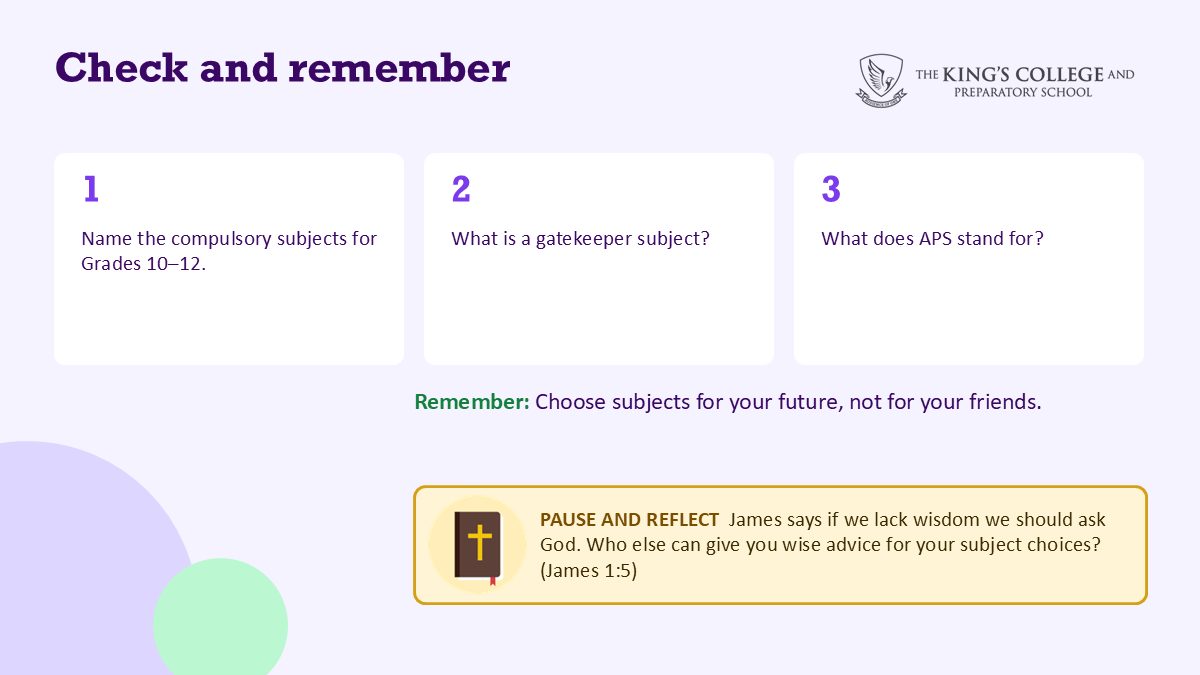 Check and remember
THE KING'S COLLEGE AND
PREPARATORY SCHOOL
1
Name the compulsory subjects for
Grades 10–12.
2
What is a gatekeeper subject?
3
What does APS stand for?
Remember: Choose subjects for your future, not for your friends.
PAUSE AND REFLECT  James says if we lack wisdom we should ask
God. Who else can give you wise advice for your subject choices?
(James 1:5)